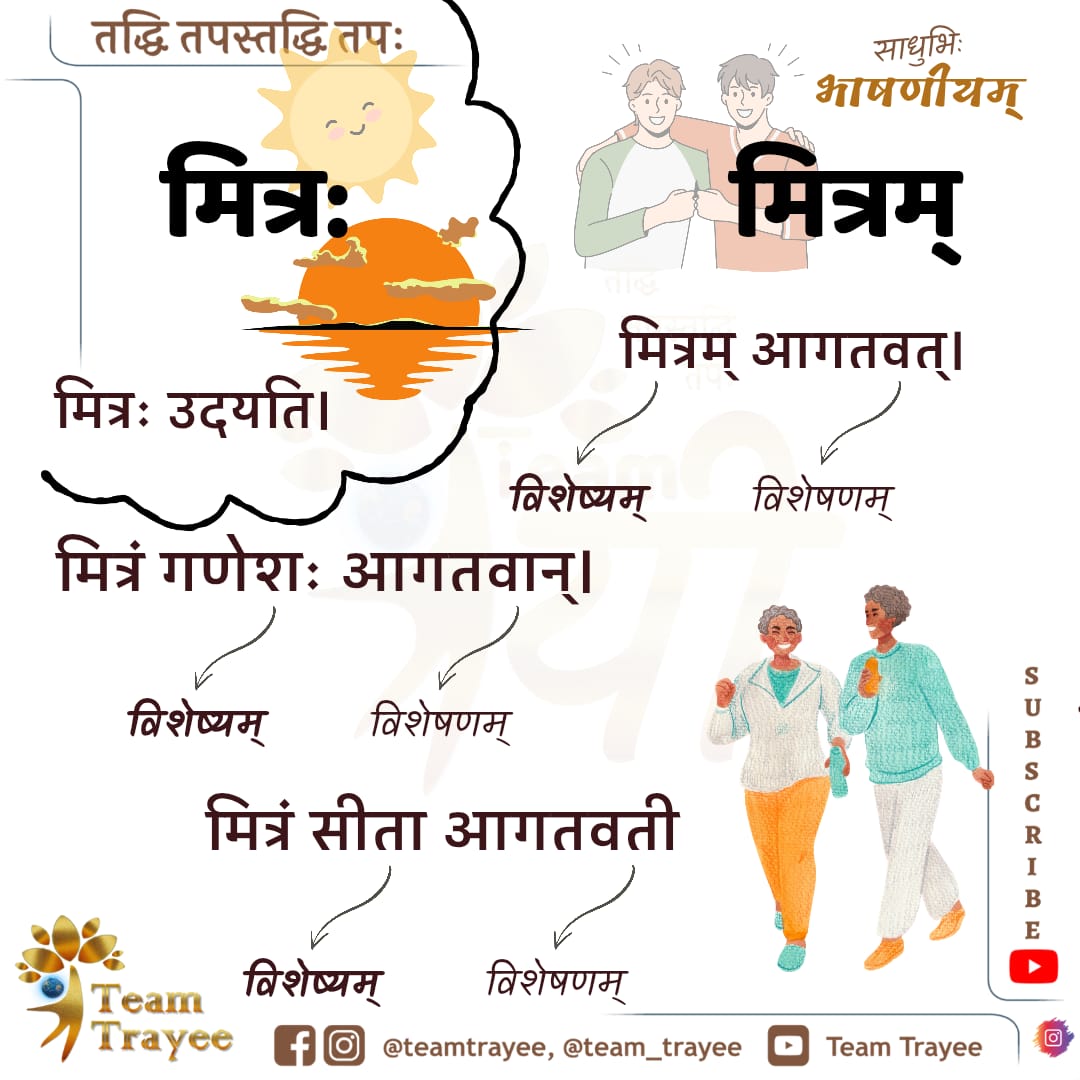 तद्धि तपस्तद्धि तपः
साधुभिः
भाषणीयम्
मित्रः
मित्रम्
मित्रम् आगतवत्।
मित्रः उदयति।
विशेष्यम् विशेषणम्
मित्रं गणेशः आगतवान्।
विशेष्यम् विशेषणम्
मित्रं सीता आगतवती
विशेष्यम् विशेषणम्
SUBSCRIBE
Team
Trayee
@teamtrayee, @team_trayee Team Trayee